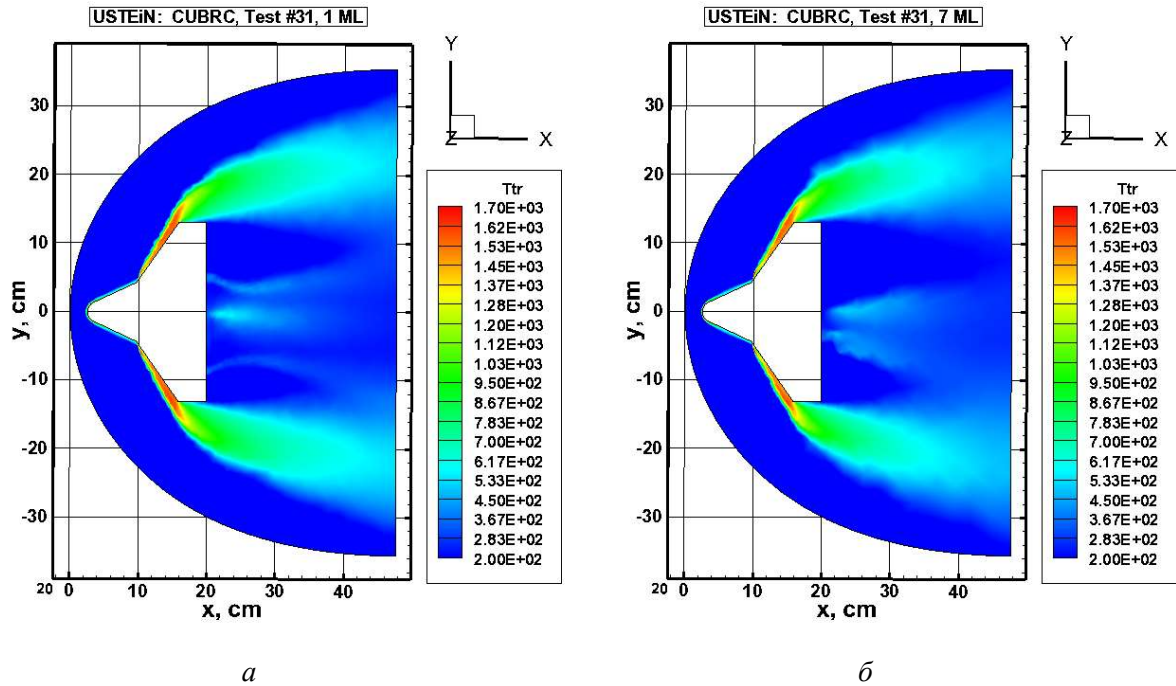 USTEiN: CUBRC, Test #31, 1 ML
Y
Z X
y, cm
30
20
10
0
-10
-20
-30
20 0 10 20 30 40
x, cm
Ttr
1.70E+03
1.62E+03
1.53E+03
1.45E+03
1.37E+03
1.28E+03
1.20E+03
1.12E+03
1.03E+03
9.50E+02
8.67E+02
7.83E+02
7.00E+02
6.17E+02
5.33E+02
4.50E+02
3.67E+02
2.83E+02
2.00E+02
а
USTEiN: CUBRC, Test #31, 7 ML
Y
Z X
y, cm
30
20
10
0
-10
-20
-30
20 0 10 20 30 40
x, cm
Ttr
1.70E+03
1.62E+03
1.53E+03
1.45E+03
1.37E+03
1.28E+03
1.20E+03
1.12E+03
1.03E+03
9.50E+02
8.67E+02
7.83E+02
7.00E+02
6.17E+02
5.33E+02
4.50E+02
3.67E+02
2.83E+02
2.00E+02
б